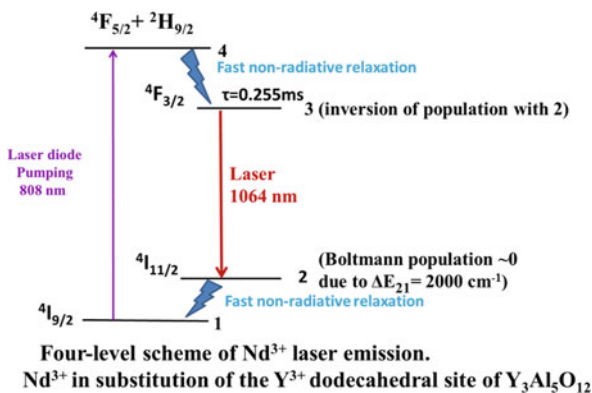 ⁴F₅/₂+ ²H₉/₂
4
Fast non-radiative relaxation
⁴F₃/₂
τ=0.255ms
3 (inversion of population with 2)
Laser diode
Pumping
808 nm
Laser
1064 nm
⁴I₁₁/₂
2
(Boltmann population ~0
due to ΔE₂₁= 2000 cm⁻¹)
Fast non-radiative relaxation
⁴I₉/₂
1
Four-level scheme of Nd³⁺ laser emission.
Nd³⁺ in substitution of the Y³⁺ dodecahedral site of Y₃Al₅O₁₂